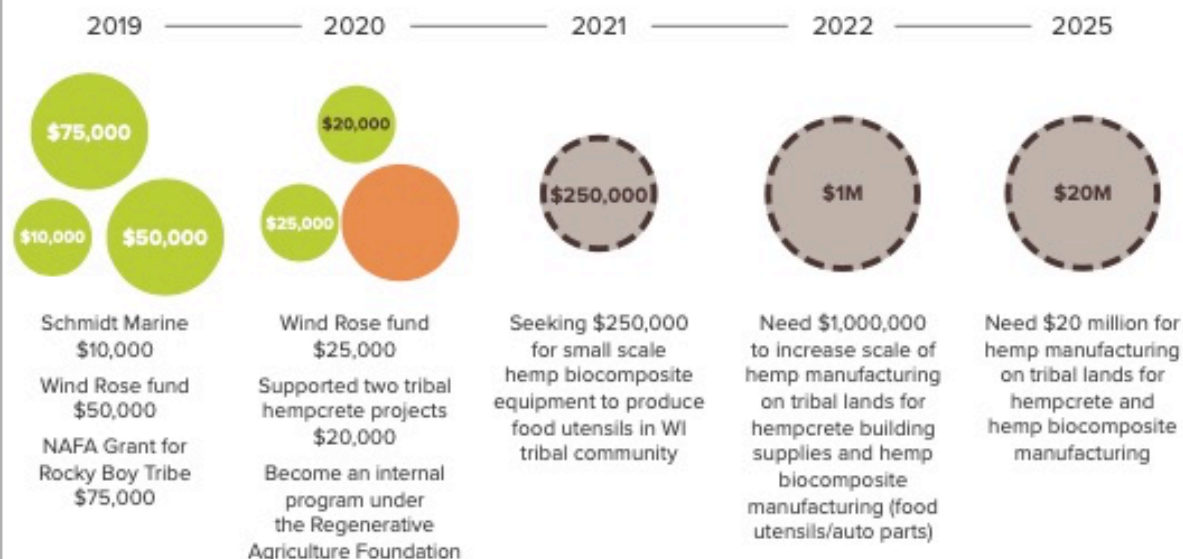 2019
2020
2021
2022
2025
$75,000
$10,000
$50,000
$20,000
$25,000
$250,000
$1M
$20M
Schmidt Marine
$10,000
Wind Rose fund
$50,000
NAFA Grant for
Rocky Boy Tribe
$75,000
Wind Rose fund
$25,000
Supported two tribal
hempcrete projects
$20,000
Become an internal
program under
the Regenerative
Agriculture Foundation
Seeking $250,000
for small scale
hemp biocomposite
equipment to produce
food utensils in WI
tribal community
Need $1,000,000
to increase scale of
hemp manufacturing
on tribal lands for
hempcrete building
supplies and hemp
biocomposite
manufacturing (food
utensils/auto parts)
Need $20 million for
hemp manufacturing
on tribal lands for
hempcrete and
hemp biocomposite
manufacturing